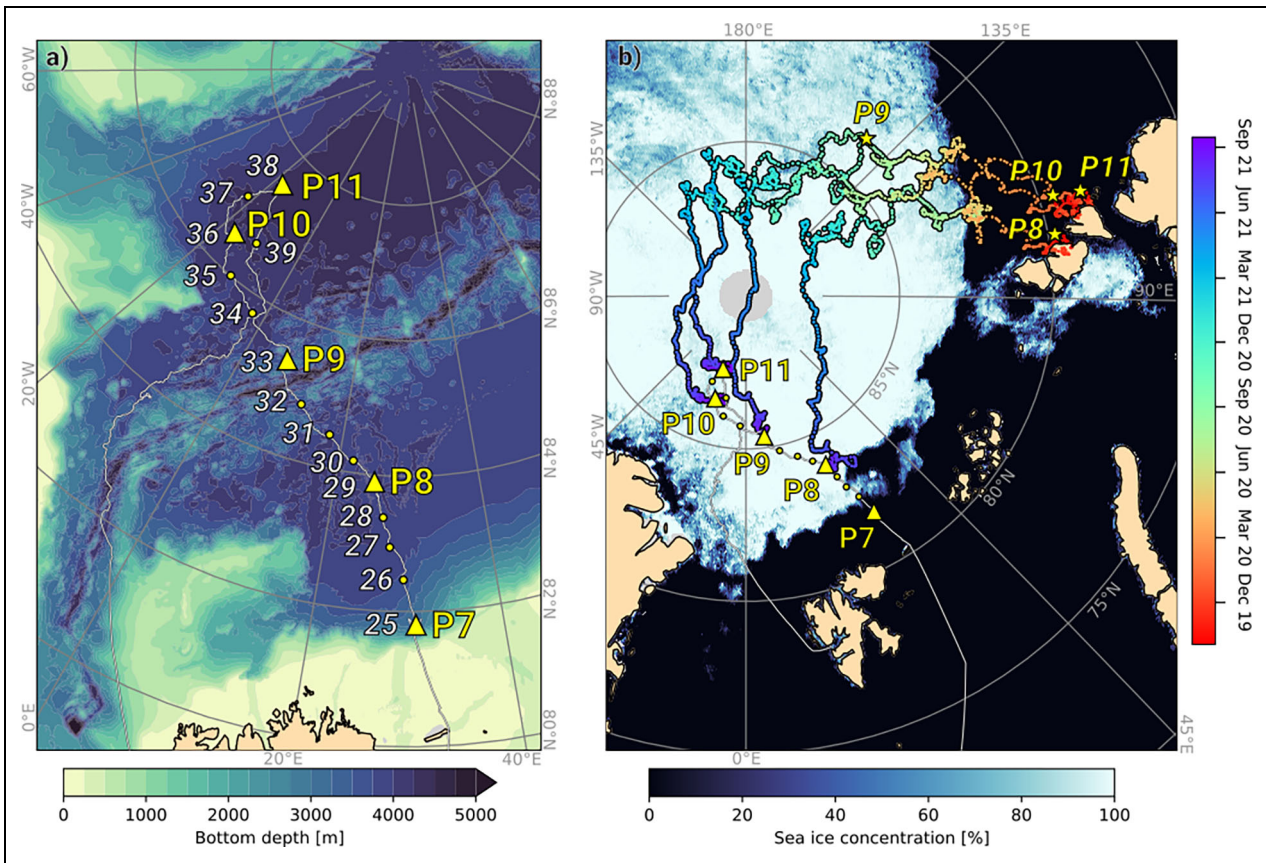 a)
60°W
40°W
20°W
0°E
20°E
40°E
88°N
86°N
84°N
82°N
80°N
38
37
P11
P10
36
39
35
34
33
P9
32
31
30
29
P8
28
27
26
25
P7
0
1000
2000
3000
4000
5000
Bottom depth [m]
b)
180°E
135°E
135°W
90°W
90°E
45°W
0°E
45°E
85°N
80°N
75°N
P9
P10
P11
P8
P11
P10
P9
P8
P7
0
20
40
60
80
100
Sea ice concentration [%]
Sep 21
Jun 21
Mar 21
Dec 20
Sep 20
Jun 20
Mar 20
Dec 19